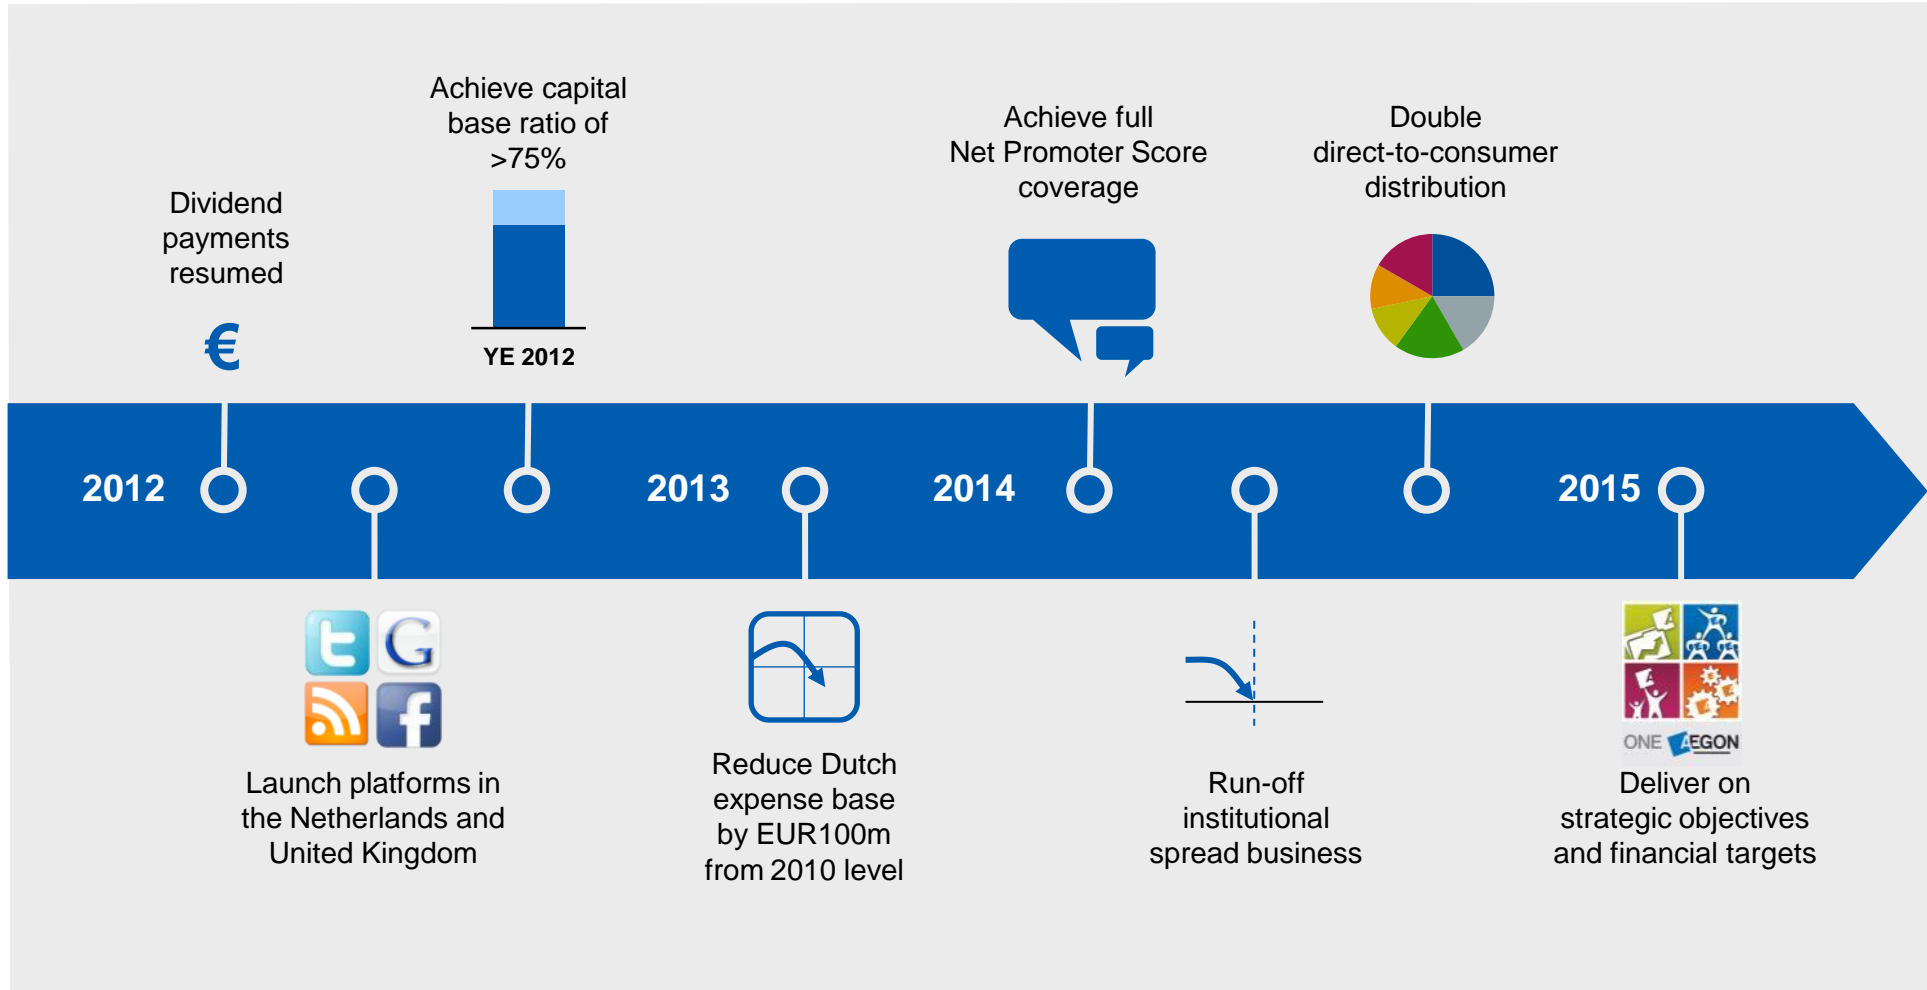 Achieve capital
base ratio of
>75%
Achieve full
Net Promoter Score
coverage
Double
direct-to-consumer
distribution
Dividend
payments
resumed
€
YE 2012
2012
2013
2014
2015
t
G
f
ONE AEGON
Launch platforms in
the Netherlands and
United Kingdom
Reduce Dutch
expense base
by EUR100m
from 2010 level
Run-off
institutional
spread business
Deliver on
strategic objectives
and financial targets